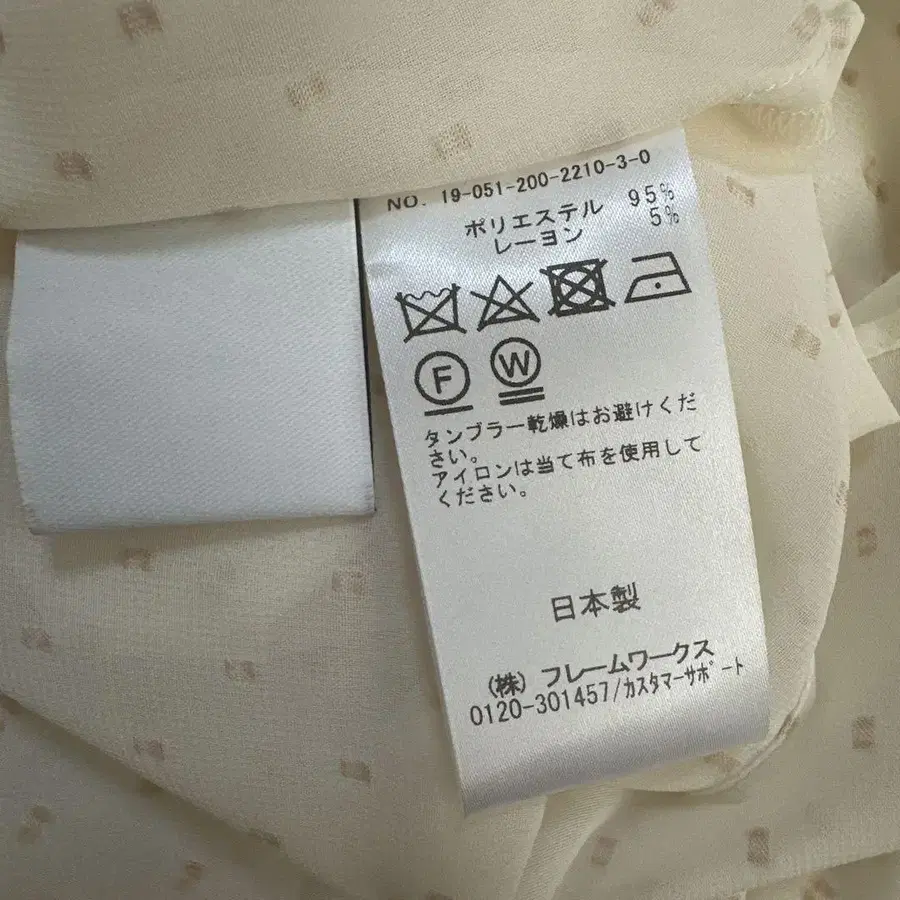 NO. 19-051-200-2210-3-0
ポリエステル 95%
レーヨン 5%
F W
タンブラー乾燥はお避けくだ
さい。
アイロンは当て布を使用して
ください。
日本製
(株) フレームワークス
0120-301457/カスタマーサポート